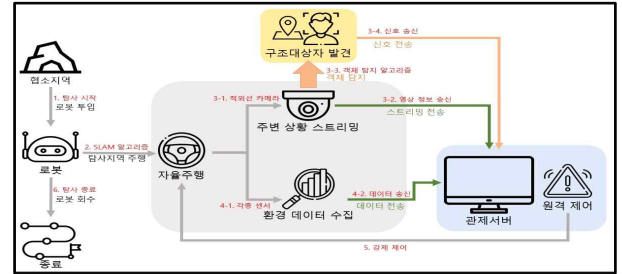 협소지역
1. 탐사 시작
로봇 투입
로봇
2. SLAM 알고리즘
탐사지역 주행
6. 탐사 종료
로봇 회수
종료
자율주행
3-1. 적외선 카메라
주변 상황 스트리밍
4-1. 각종 센서
환경 데이터 수집
구조대상자 발견
3-3. 객체 탐지 알고리즘
객체 탐지
3-4. 신호 송신
신호 전송
3-2. 영상 정보 송신
스트리밍 전송
4-2. 데이터 송신
데이터 전송
관제서버
원격 제어
5. 강제 제어